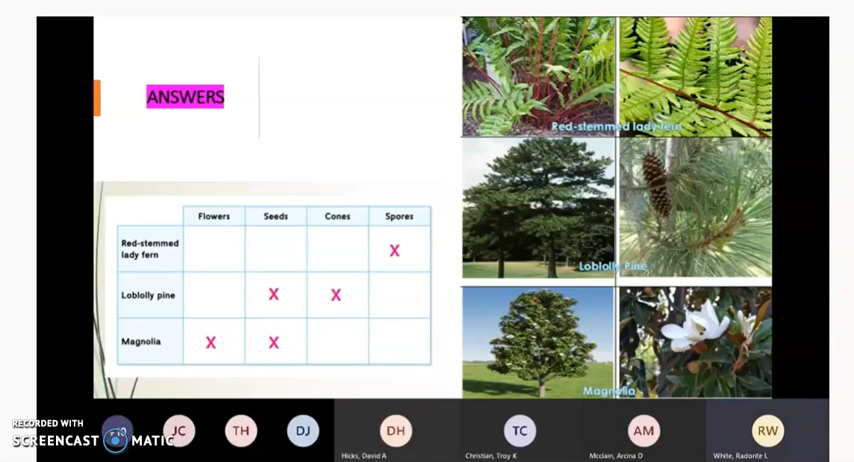 ANSWERS
Flowers Seeds Cones Spores
Red-stemmed
lady fern
X
Loblolly pine
X X
Magnolia
X X
Red-stemmed lady fern
Loblolly Pine
Magnolia
RECORDED WITH
SCREENCAST MATIC
JC TH DJ DH TC AM RW
Hicks, David A
Christian, Troy K
Mcclain, Arcina D
White, Radonte L